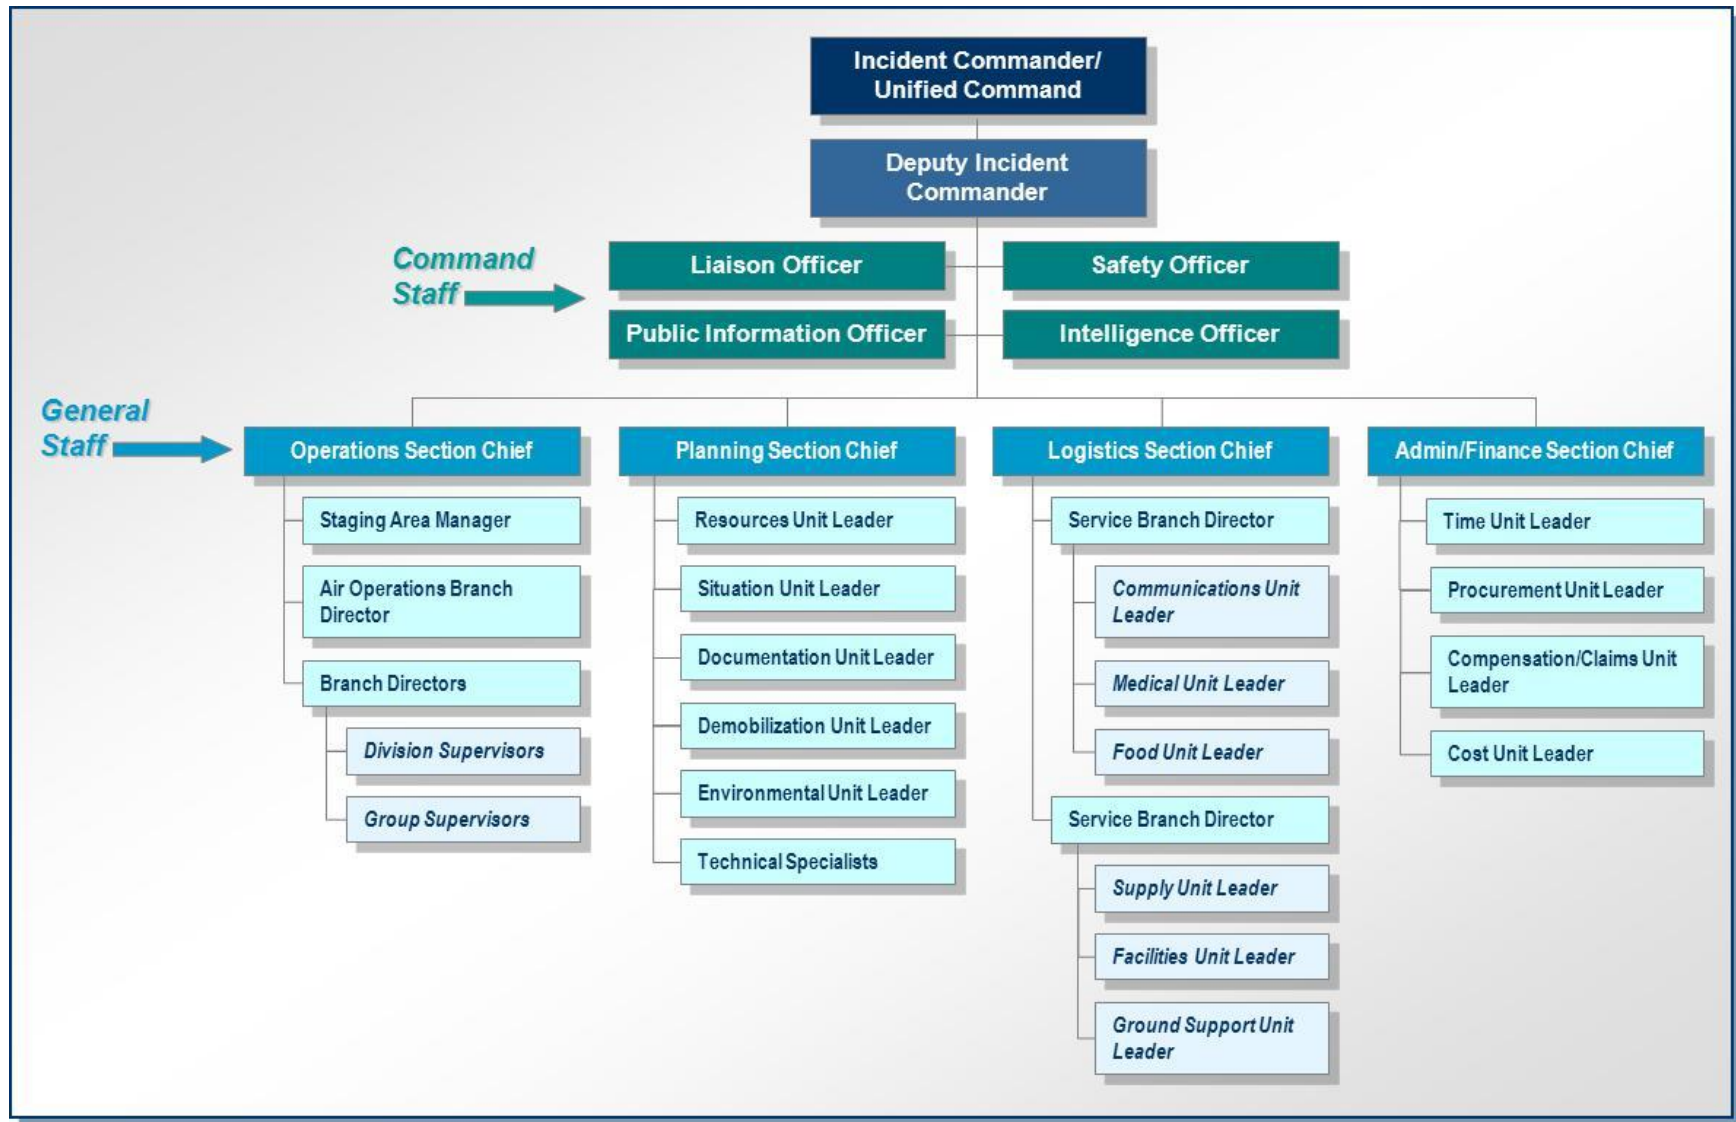 Incident Commander/
Unified Command
Deputy Incident
Commander
Command
Staff
Liaison Officer
Safety Officer
Public Information Officer
Intelligence Officer
General
Staff
Operations Section Chief
Staging Area Manager
Air Operations Branch
Director
Branch Directors
Division Supervisors
Group Supervisors
Planning Section Chief
Resources Unit Leader
Situation Unit Leader
Documentation Unit Leader
Demobilization Unit Leader
Environmental Unit Leader
Technical Specialists
Logistics Section Chief
Service Branch Director
Communications Unit
Leader
Medical Unit Leader
Food Unit Leader
Service Branch Director
Supply Unit Leader
Facilities Unit Leader
Ground Support Unit
Leader
Admin/Finance Section Chief
Time Unit Leader
Procurement Unit Leader
Compensation/Claims Unit
Leader
Cost Unit Leader